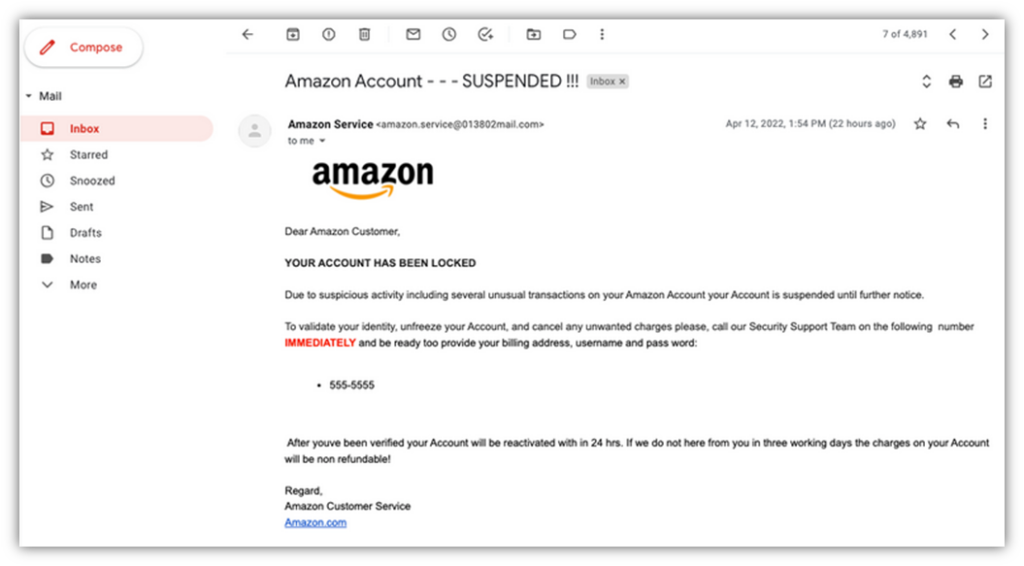 Compose
7 of 4,891
Mail
Inbox
Starred
Snoozed
Sent
Drafts
Notes
More
Amazon Account - - - SUSPENDED !!! Inbox x
Amazon Service <amazon.service@013802mail.com> Apr 12, 2022, 1:54 PM (22 hours ago)
to me
amazon
Dear Amazon Customer,
YOUR ACCOUNT HAS BEEN LOCKED
Due to suspicious activity including several unusual transactions on your Amazon Account your Account is suspended until further notice.
To validate your identity, unfreeze your Account, and cancel any unwanted charges please, call our Security Support Team on the following number
IMMEDIATELY and be ready too provide your billing address, username and pass word:
• 555-5555
After youve been verified your Account will be reactivated with in 24 hrs. If we do not here from you in three working days the charges on your Account
will be non refundable!
Regard,
Amazon Customer Service
Amazon.com